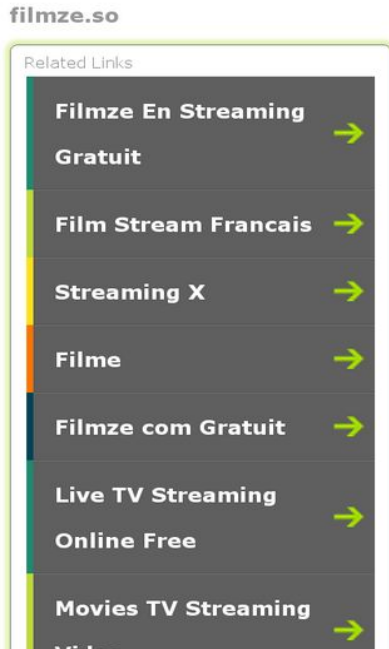 filmze.so
Related Links
Filmze En Streaming
Gratuit
Film Stream Francais
Streaming X
Filme
Filmze com Gratuit
Live TV Streaming
Online Free
Movies TV Streaming